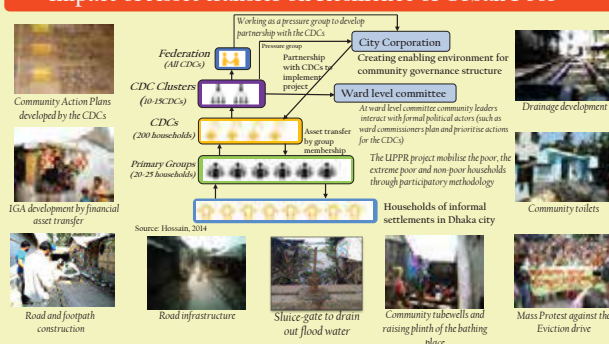 Working as a pressure group to develop
partnership with the CDCs
Federation
(All CDCs)
Pressure group
City Corporation
Partnership
with CDCs to
implement
project
Creating enabling environment for
community governance structure
CDC Clusters
(10-15CDCs)
Ward level committee
At ward level committee community leaders
interact with formal political actors (such as
ward commissioners plan and prioritise actions
for the CDCs)
CDCs
(200 households)
Asset transfer
by group
membership
Primary Groups
(20-25 households)
The UPPR project mobilise the poor, the
extreme poor and non-poor households
through participatory methodology
Households of informal
settlements in Dhaka city
Source: Hossain, 2014
Community Action Plans
developed by the CDCs
IGA development by financial
asset transfer
Road and footpath
construction
Road infrastructure
Sluice-gate to drain
out flood water
Community tubewells and
raising plinth of the bathing
place
Drainage development
Community toilets
Mass Protest against the
Eviction drive